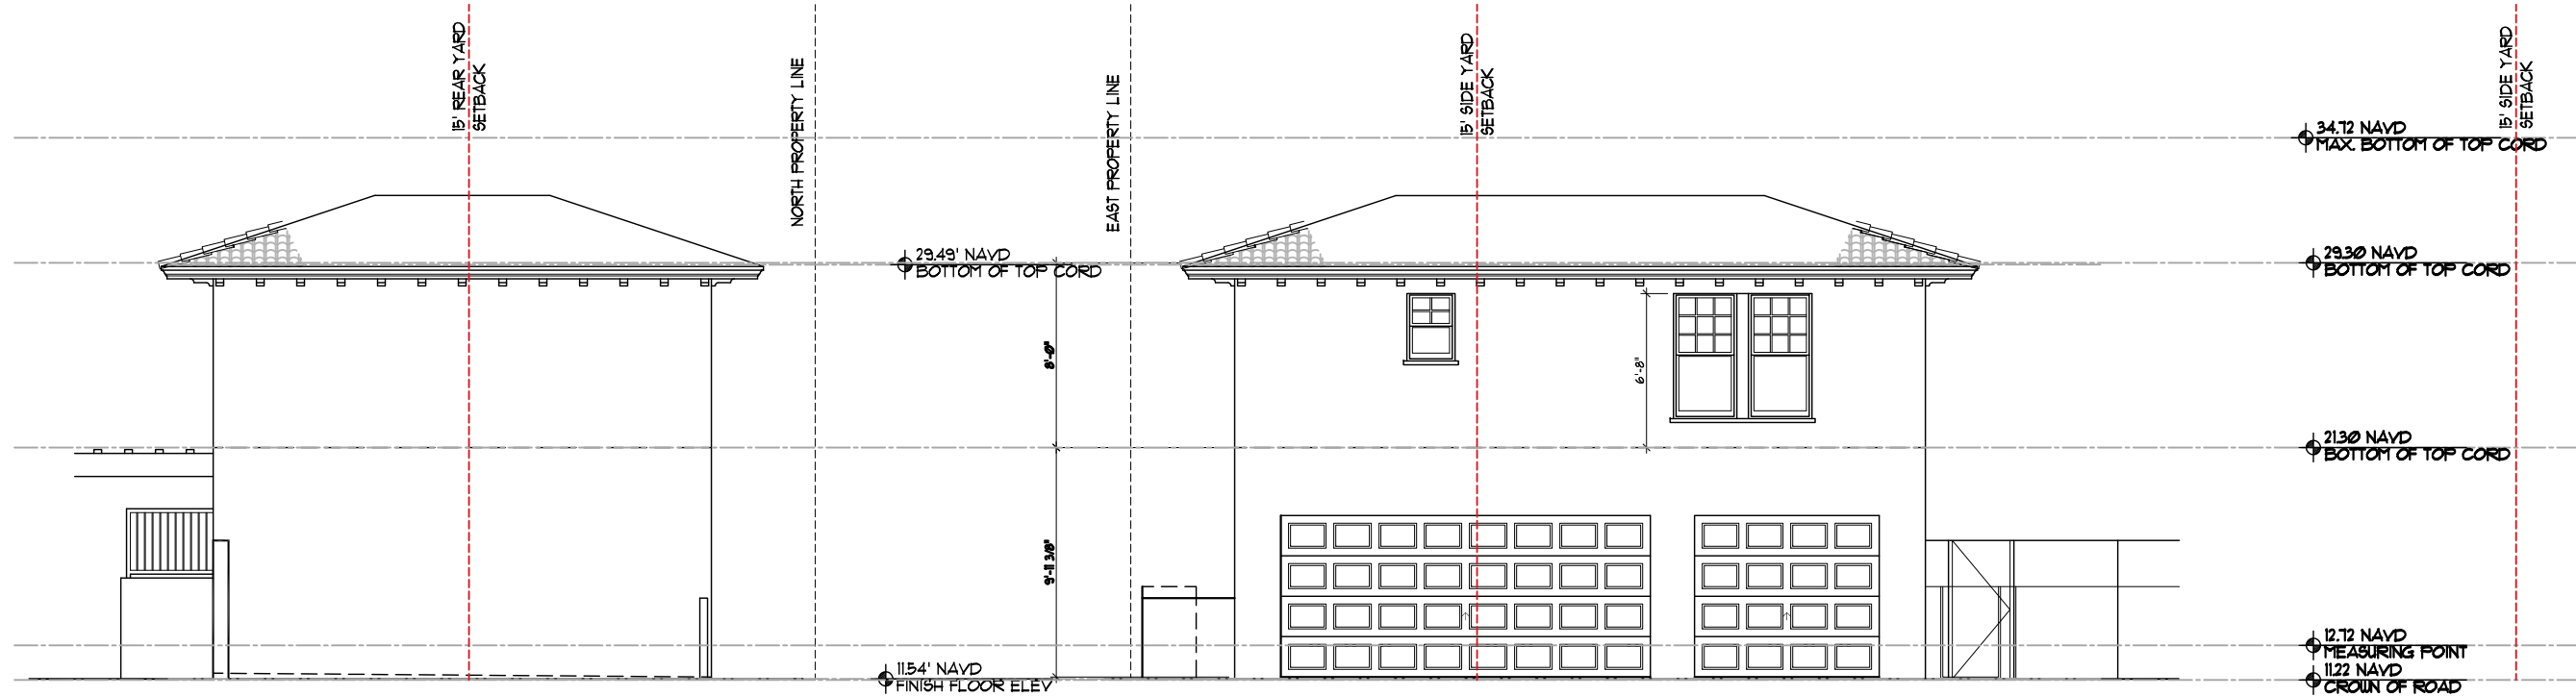 15' REAR YARD
SETBACK
NORTH PROPERTY LINE
EAST PROPERTY LINE
15' SIDE YARD
SETBACK
15' SIDE YARD
SETBACK
34.72 NAVD
MAX. BOTTOM OF TOP CORD
29.49' NAVD
BOTTOM OF TOP CORD
29.30 NAVD
BOTTOM OF TOP CORD
8'-0"
6'-8"
21.30 NAVD
BOTTOM OF TOP CORD
9'-11 3/8"
12.72 NAVD
MEASURING POINT
11.54' NAVD
FINISH FLOOR ELEV
11.22 NAVD
CROWN OF ROAD